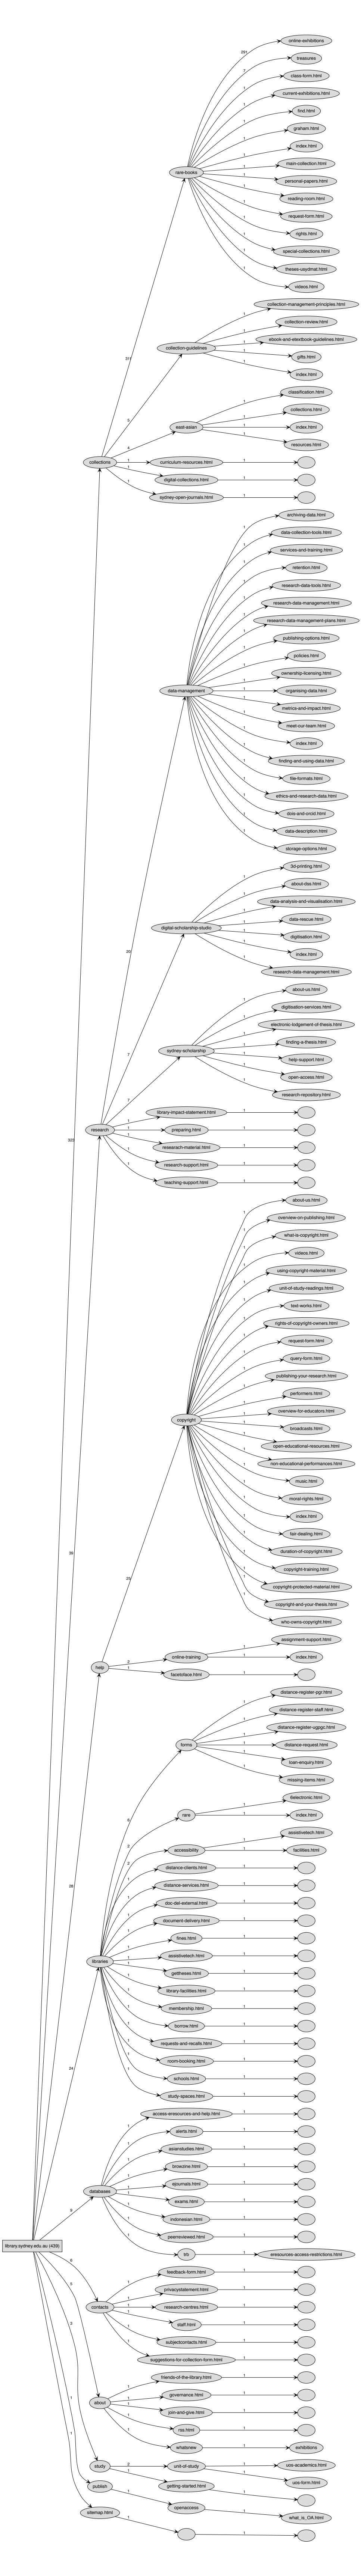 291
online-exhibitions
treasures
class-form.html
current-exhibitions.html
find.html
graham.html
index.html
main-collection.html
rare-books
personal-papers.html
reading-room.html
request-form.html
rights.html
special-collections.html
theses-usydmat.html
videos.html
collection-management-principles.html
collection-review.html
ebook-and-etextbook-guidelines.html
collection-guidelines
gifts.html
index.html
classification.html
collections.html
east-asian
index.html
resources.html
collections
curriculum-resources.html
digital-collections.html
sydney-open-journals.html
archiving-data.html
data-collection-tools.html
services-and-training.html
retention.html
research-data-tools.html
research-data-management.html
research-data-management-plans.html
publishing-options.html
policies.html
ownership-licensing.html
data-management
organising-data.html
metrics-and-impact.html
meet-our-team.html
index.html
finding-and-using-data.html
file-formats.html
ethics-and-research-data.html
dois-and-orcid.html
data-description.html
storage-options.html
3d-printing.html
about-dss.html
data-analysis-and-visualisation.html
data-rescue.html
digital-scholarship-studio
digitisation.html
index.html
research-data-management.html
about-us.html
digitisation-services.html
electronic-lodgement-of-thesis.html
finding-a-thesis.html
sydney-scholarship
help-support.html
open-access.html
research-repository.html
library-impact-statement.html
research
preparing.html
research-support.html
teaching-support.html
about-us.html
overview-on-publishing.html
what-is-copyright.html
videos.html
using-copyright-material.html
unit-of-study-readings.html
text-works.html
rights-of-copyright-owners.html
request-form.html
query-form.html
publishing-your-research.html
performers.html
overview-for-educators.html
copyright
broadcasts.html
open-educational-resources.html
non-educational-performances.html
music.html
moral-rights.html
index.html
fair-dealing.html
duration-of-copyright.html
copyright-training.html
copyright-protected-material.html
copyright-and-your-thesis.html
who-owns-copyright.html
assignment-support.html
online-training
index.html
help
face2face.html
distance-register-pgr.html
distance-register-staff.html
distance-register-ugpgc.html
forms
distance-request.html
loan-enquiry.html
missing-items.html
rare
index.html
assistivetech.html
accessibility
facilities.html
distance-clients.html
distance-services.html
doc-del-external.html
document-delivery.html
fines.html
assistivetech.html
libraries
gettheses.html
library-facilities.html
membership.html
borrow.html
requests-and-recalls.html
room-booking.html
schools.html
study-spaces.html
access-eresources-and-help.html
alerts.html
asianstudies.html
browzine.html
databases
ejournals.html
exams.html
indonesian.html
peerreviewed.html
eresources-access-restrictions.html
library.sydney.edu.au (439)
feedback-form.html
privacystatement.html
contacts
research-centres.html
staff.html
subjectcontacts.html
suggestions-for-collection-form.html
friends-of-the-library.html
governance.html
about
join-and-give.html
rss.html
whatsnew
exhibitions
study
unit-of-study
uos-academics.html
uos-form.html
getting-started.html
publish
openaccess
what_is_OA.html
sitemap.html